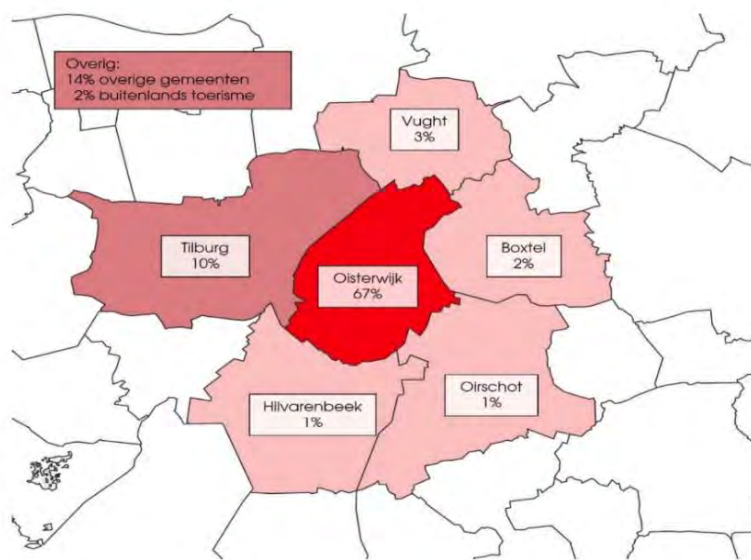 Overig:
14% overige gemeenten
2% buitenlands toerisme
Vught
3%
Tilburg
10%
Oisterwijk
67%
Boxtel
2%
Hilvarenbeek
1%
Oirschot
1%